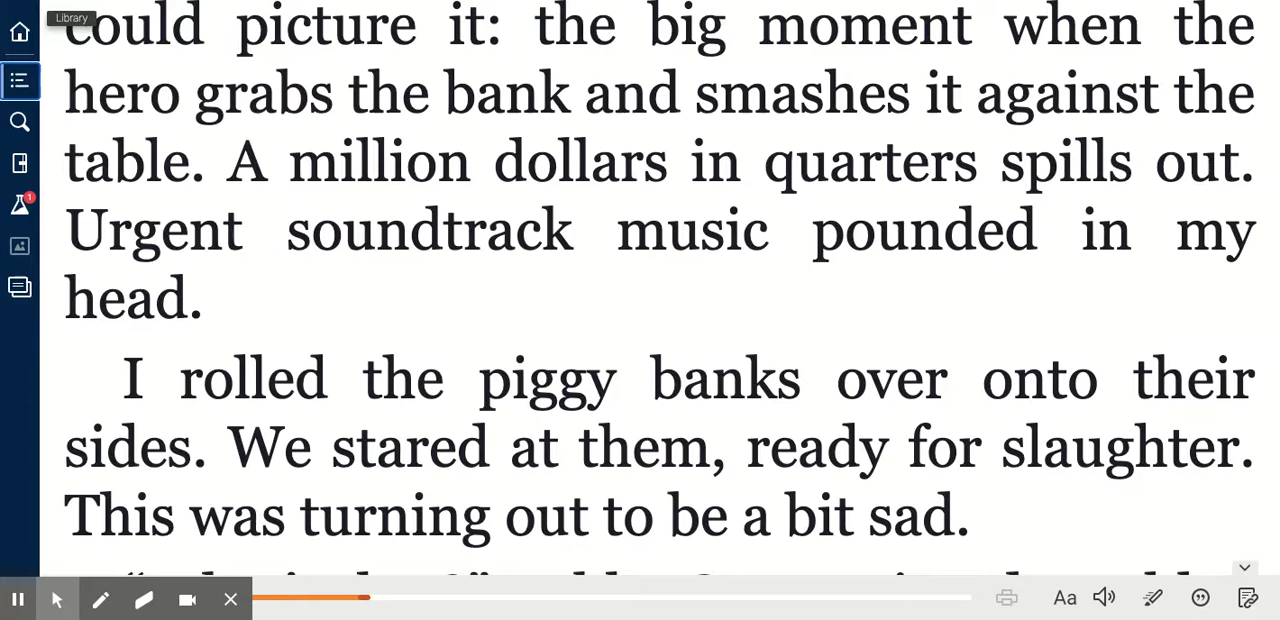 Library
could picture it: the big moment when the
hero grabs the bank and smashes it against the
table. A million dollars in quarters spills out.
Urgent soundtrack music pounded in my
head.
I rolled the piggy banks over onto their
sides. We stared at them, ready for slaughter.
This was turning out to be a bit sad.
1
Aa